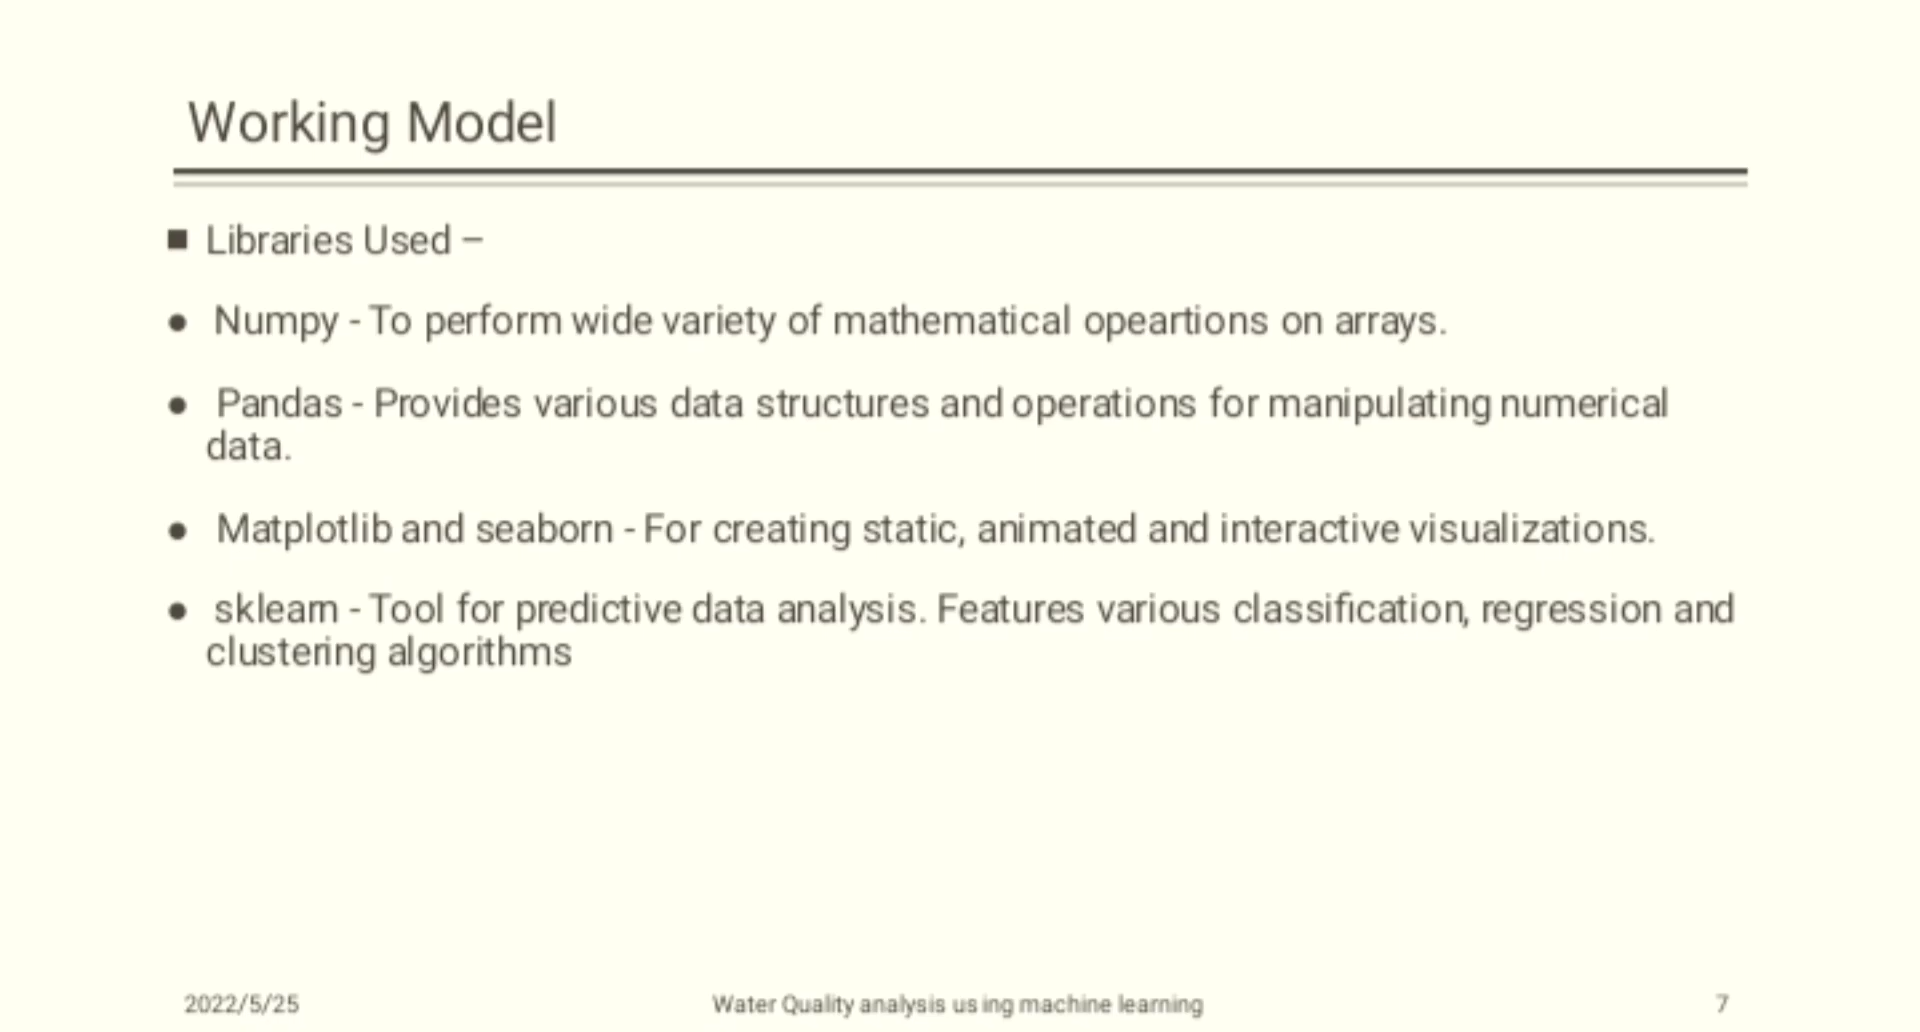 Working Model
■ Libraries Used –
● Numpy - To perform wide variety of mathematical opeartions on arrays.
● Pandas - Provides various data structures and operations for manipulating numerical
data.
● Matplotlib and seaborn - For creating static, animated and interactive visualizations.
● sklearn - Tool for predictive data analysis. Features various classification, regression and
clustering algorithms
2022/5/25 Water Quality analysis using machine learning 7